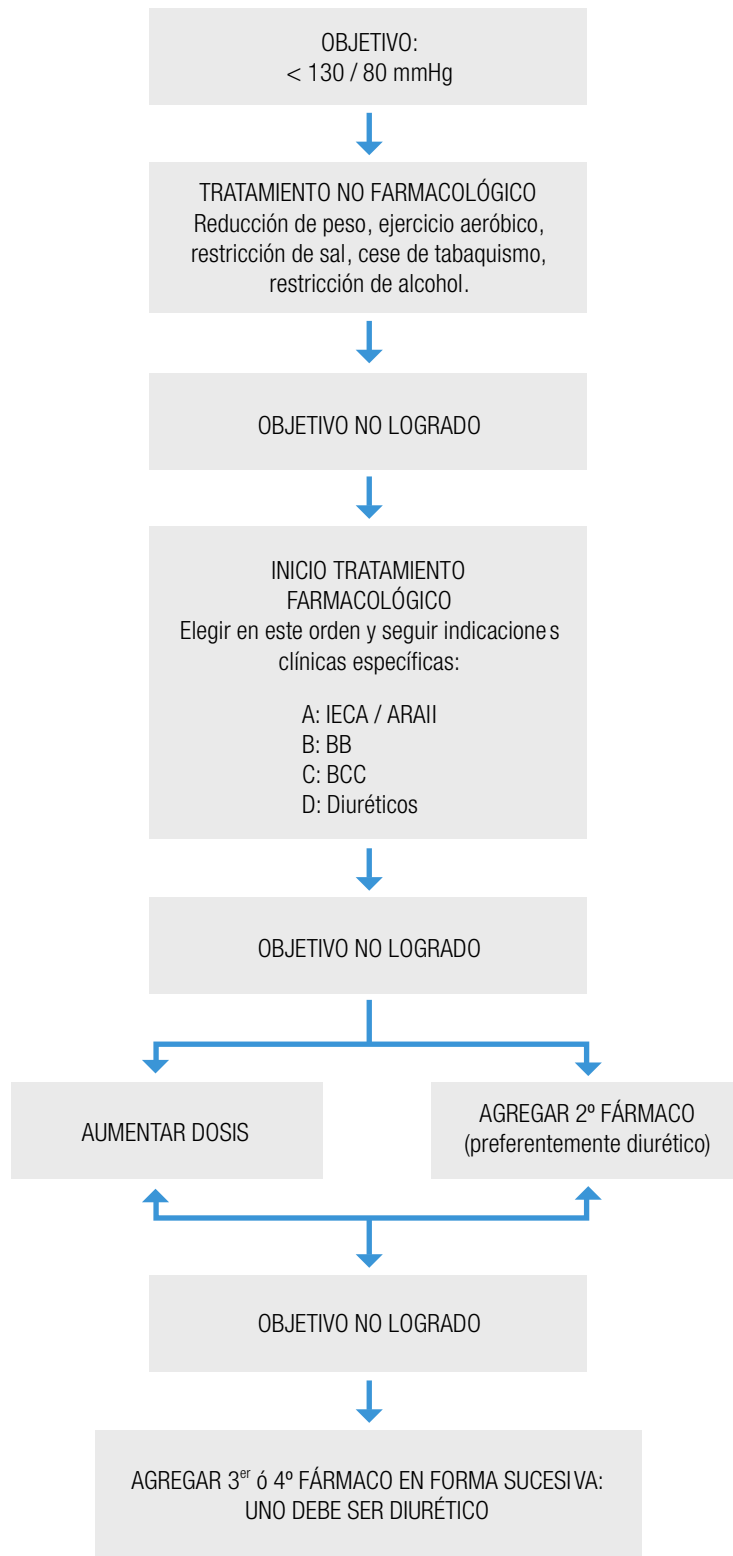 OBJETIVO:
< 130 / 80 mmHg
TRATAMIENTO NO FARMACOLÓGICO
Reducción de peso, ejercicio aeróbico,
restricción de sal, cese de tabaquismo,
restricción de alcohol.
OBJETIVO NO LOGRADO
INICIO TRATAMIENTO
FARMACOLÓGICO
Elegir en este orden y seguir indicaciones
clínicas específicas:
A: IECA / ARAII
B: BB
C: BCC
D: Diuréticos
OBJETIVO NO LOGRADO
AUMENTAR DOSIS
AGREGAR 2º FÁRMACO
(preferentemente diurético)
OBJETIVO NO LOGRADO
AGREGAR 3er ó 4º FÁRMACO EN FORMA SUCESIVA:
UNO DEBE SER DIURÉTICO